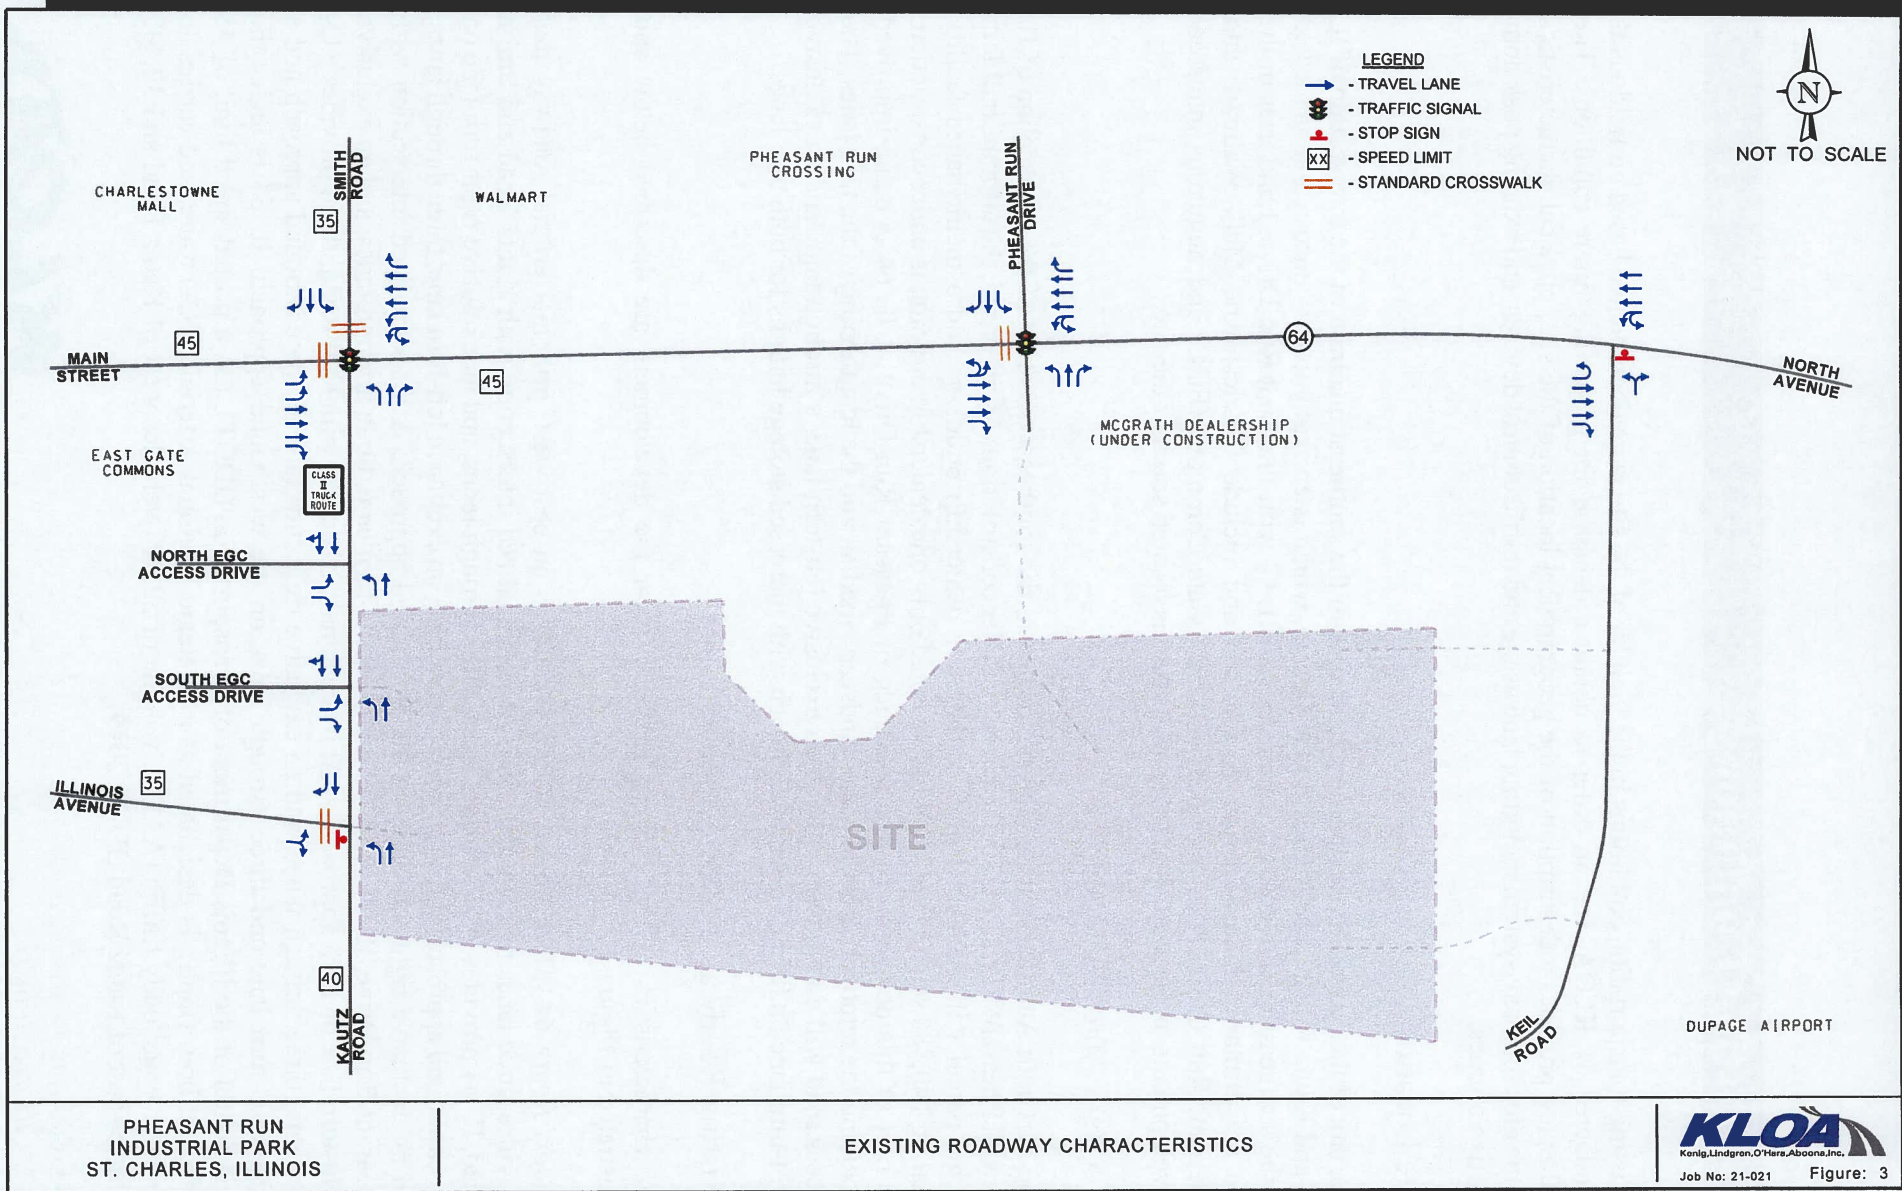 LEGEND
- TRAVEL LANE
- TRAFFIC SIGNAL
- STOP SIGN
XX - SPEED LIMIT
- STANDARD CROSSWALK
N
NOT TO SCALE
CHARLESTOWNE
MALL
SMITH
ROAD
35
WALMART
PHEASANT RUN
CROSSING
PHEASANT RUN
DRIVE
MAIN
STREET
45
45
64
NORTH
AVENUE
EAST GATE
COMMONS
CLASS
II
TRUCK
ROUTE
MCGRATH DEALERSHIP
(UNDER CONSTRUCTION)
NORTH EGC
ACCESS DRIVE
SOUTH EGC
ACCESS DRIVE
ILLINOIS
AVENUE
35
SITE
40
KAUTZ
ROAD
KEIL
ROAD
DUPAGE AIRPORT
PHEASANT RUN
INDUSTRIAL PARK
ST. CHARLES, ILLINOIS
EXISTING ROADWAY CHARACTERISTICS
KLOA
Kenig,Lindgren,O'Hara,Aboona,Inc.
Job No: 21-021 Figure: 3